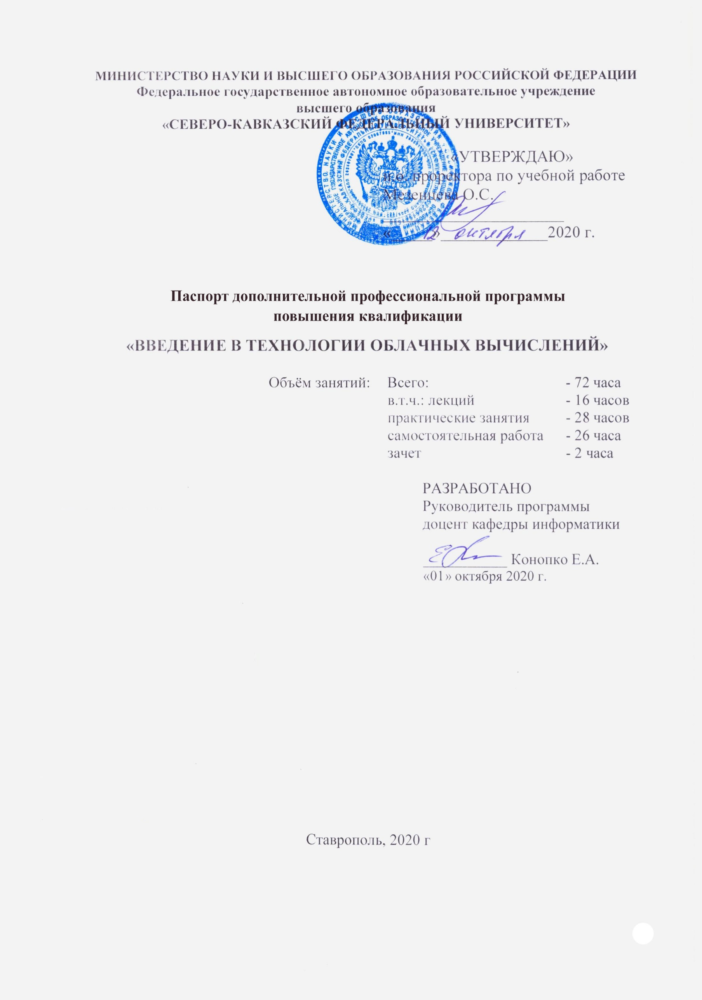 МИНИСТЕРСТВО НАУКИ И ВЫСШЕГО ОБРАЗОВАНИЯ РОССИЙСКОЙ ФЕДЕРАЦИИ
Федеральное государственное автономное образовательное учреждение
высшего образования
«СЕВЕРО-КАВКАЗСКИЙ ФЕДЕРАЛЬНЫЙ УНИВЕРСИТЕТ»
«УТВЕРЖДАЮ»
и.о. проректора по учебной работе
Мезенцева О.С.
«12» октября 2020 г.
Паспорт дополнительной профессиональной программы
повышения квалификации
«ВВЕДЕНИЕ В ТЕХНОЛОГИИ ОБЛАЧНЫХ ВЫЧИСЛЕНИЙ»
Объём занятий: Всего: - 72 часа
в.т.ч.: лекций - 16 часов
практические занятия - 28 часов
самостоятельная работа - 26 часа
зачет - 2 часа
РАЗРАБОТАНО
Руководитель программы
доцент кафедры информатики
Конопко Е.А.
«01» октября 2020 г.
Ставрополь, 2020 г